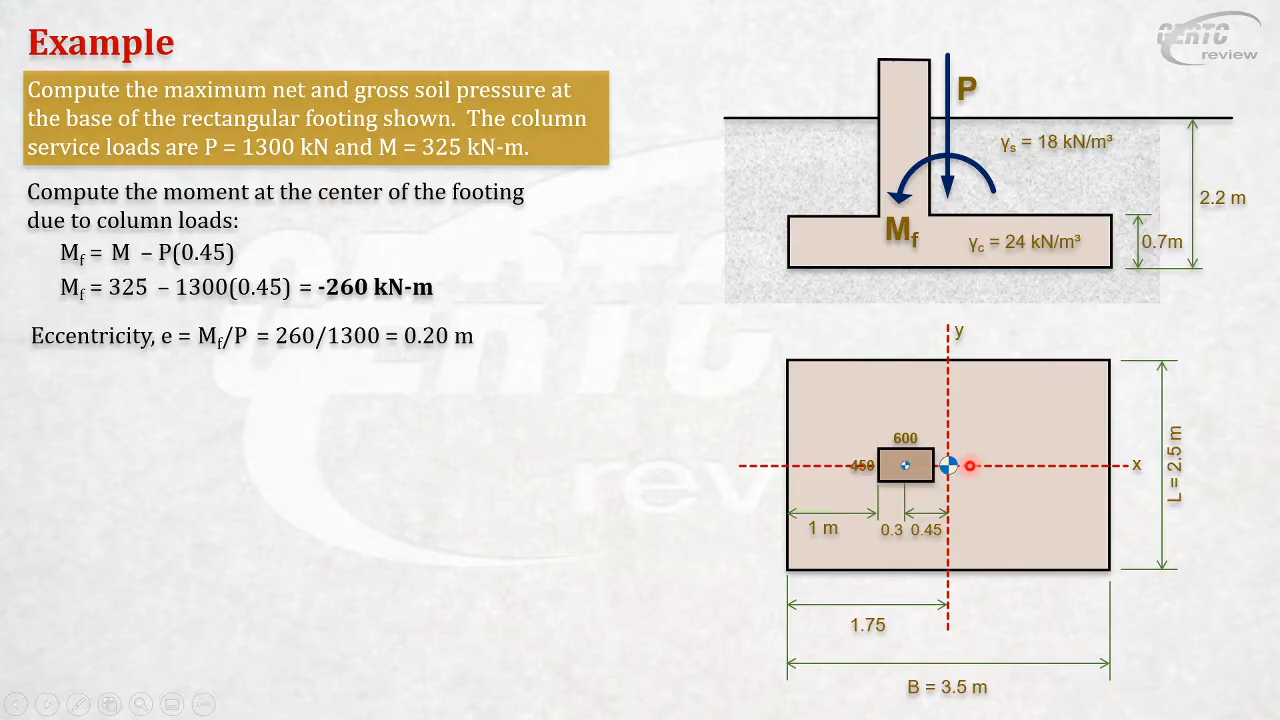 Example
CERTC
review
Compute the maximum net and gross soil pressure at
the base of the rectangular footing shown. The column
service loads are P = 1300 kN and M = 325 kN-m.
Compute the moment at the center of the footing
due to column loads:
Mf = M – P(0.45)
Mf = 325 – 1300(0.45) = -260 kN-m
Eccentricity, e = Mf/P = 260/1300 = 0.20 m
P
γs = 18 kN/m³
2.2 m
Mf
γc = 24 kN/m³
0.7m
y
600
450
x
L = 2.5 m
1 m
0.3
0.45
1.75
B = 3.5 m
CERTC
review